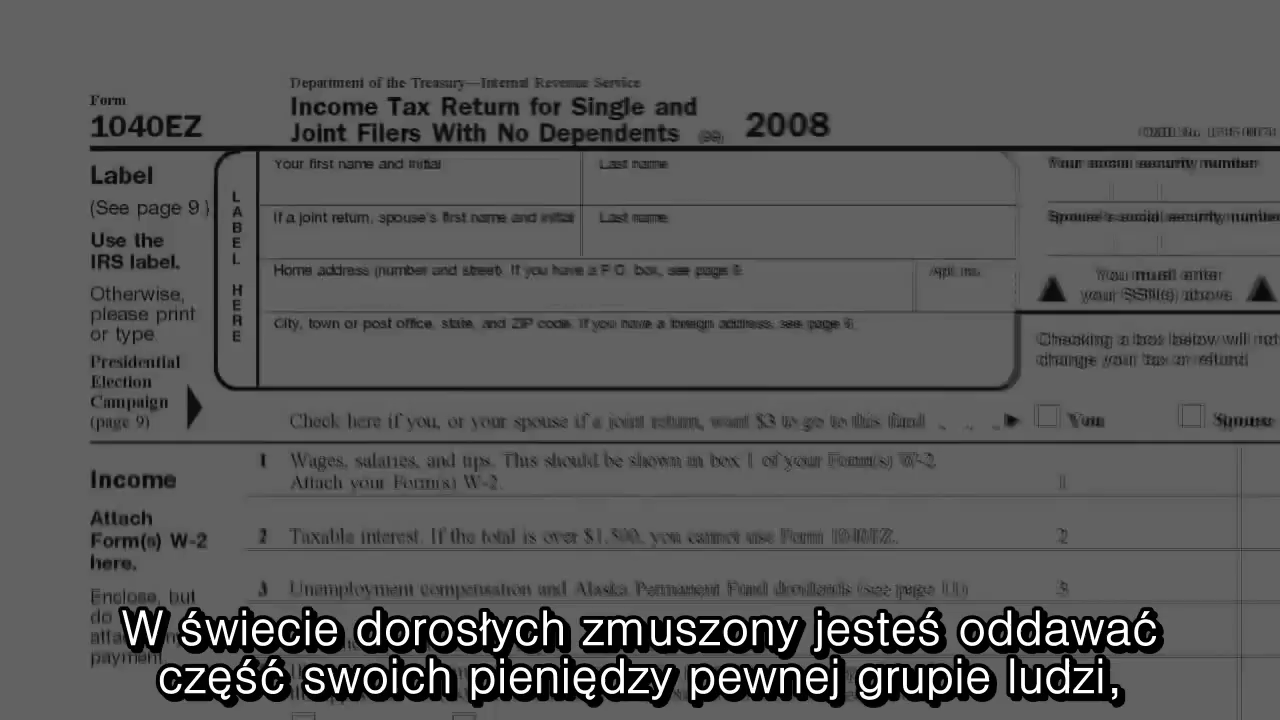 Department of the Treasury—Internal Revenue Service
Form
1040EZ
Income Tax Return for Single and
Joint Filers With No Dependents (99)
2008
Label
(See page 9.)
Use the
IRS label.
Otherwise,
please print
or type.
Presidential
Election
Campaign
(page 9)
LABEL HERE
Your first name and initial
Last name
Your social security number
If a joint return, spouse's first name and initial
Last name
Spouse's social security number
Home address (number and street). If you have a P.O. box, see page 9.
Apt. no.
You must enter
your SSN(s) above
City, town or post office, state, and ZIP code. If you have a foreign address, see page 9.
Checking a box below will not
change your tax or refund
Check here if you, or your spouse if a joint return, want $3 to go to this fund
You
Spouse
Income
Attach
Form(s) W-2
here.
Enclose, but
do
payment
1 Wages, salaries, and tips. This should be shown in box 1 of your Form(s) W-2.
Attach your Form(s) W-2.
1
2 Taxable interest. If the total is over $1,500, you cannot use Form 1040EZ.
2
3 Unemployment compensation and Alaska Permanent Fund dividends (see page 11)
3
W świecie dorosłych zmuszony jesteś oddawać
część swoich pieniędzy pewnej grupie ludzi,